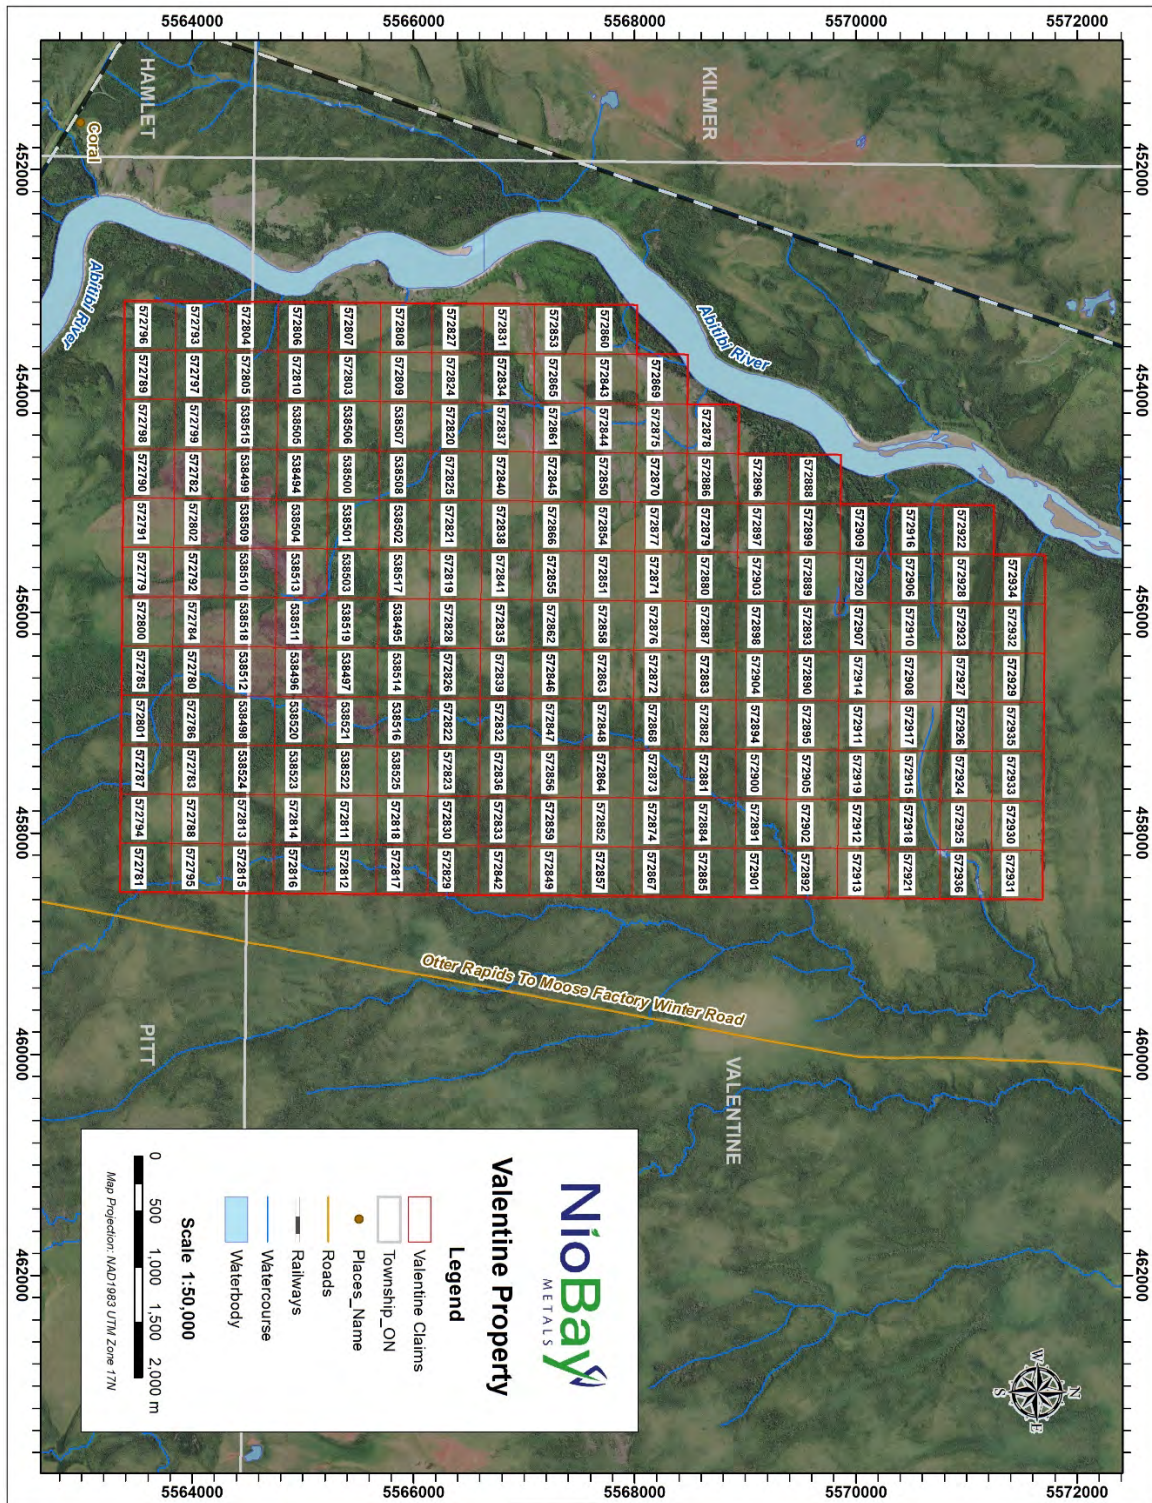 5564000 5566000 5568000 5570000 5572000
452000
454000
456000
458000
460000
462000
452000
454000
456000
458000
460000
462000
5564000 5566000 5568000 5570000 5572000
HAMLET
KILMER
Coral
Abitibi River
Abitibi River
572796 572789 572798 572790 572791 572779 572800 572785 572801 572787 572794 572781
572793 572797 572799 572782 572802 572792 572784 572780 572786 572783 572788 572795
572804 572805 538515 538499 538509 538510 538518 538512 538498 538524 572813 572815
572806 572810 538505 538494 538504 538513 538511 538496 538520 538523 572814 572816
572807 572803 538506 538500 538501 538503 538519 538497 538521 538522 572811 572812
572808 572809 538507 538508 538502 538517 538495 538514 538516 538525 572818 572817
572827 572824 572820 572825 572821 572819 572828 572826 572822 572823 572830 572829
572831 572834 572837 572840 572838 572841 572835 572839 572832 572836 572833 572842
572853 572865 572861 572845 572866 572855 572862 572846 572847 572856 572859 572849
572860 572843 572844 572850 572854 572851 572858 572863 572848 572864 572852 572857
572869 572875 572870 572877 572871 572876 572872 572868 572873 572874 572867
572878 572886 572879 572880 572887 572883 572882 572881 572884 572885
572896 572897 572903 572898 572904 572894 572900 572891 572901
572888 572899 572889 572893 572890 572895 572905 572902 572892
572909 572920 572907 572914 572911 572919 572912 572913
572916 572906 572910 572908 572917 572915 572918 572921
572922 572928 572923 572927 572926 572924 572925 572936
572934 572932 572929 572935 572933 572930 572931
Otter Rapids To Moose Factory Winter Road
PITT
VALENTINE
N
W
E
S
NioBay
METALS
Valentine Property
Legend
Valentine Claims
Township_ON
Places_Name
Roads
Railways
Watercourse
Waterbody
Scale 1:50,000
0 500 1,000 1,500 2,000 m
Map Projection: NAD1983 UTM Zone 17N